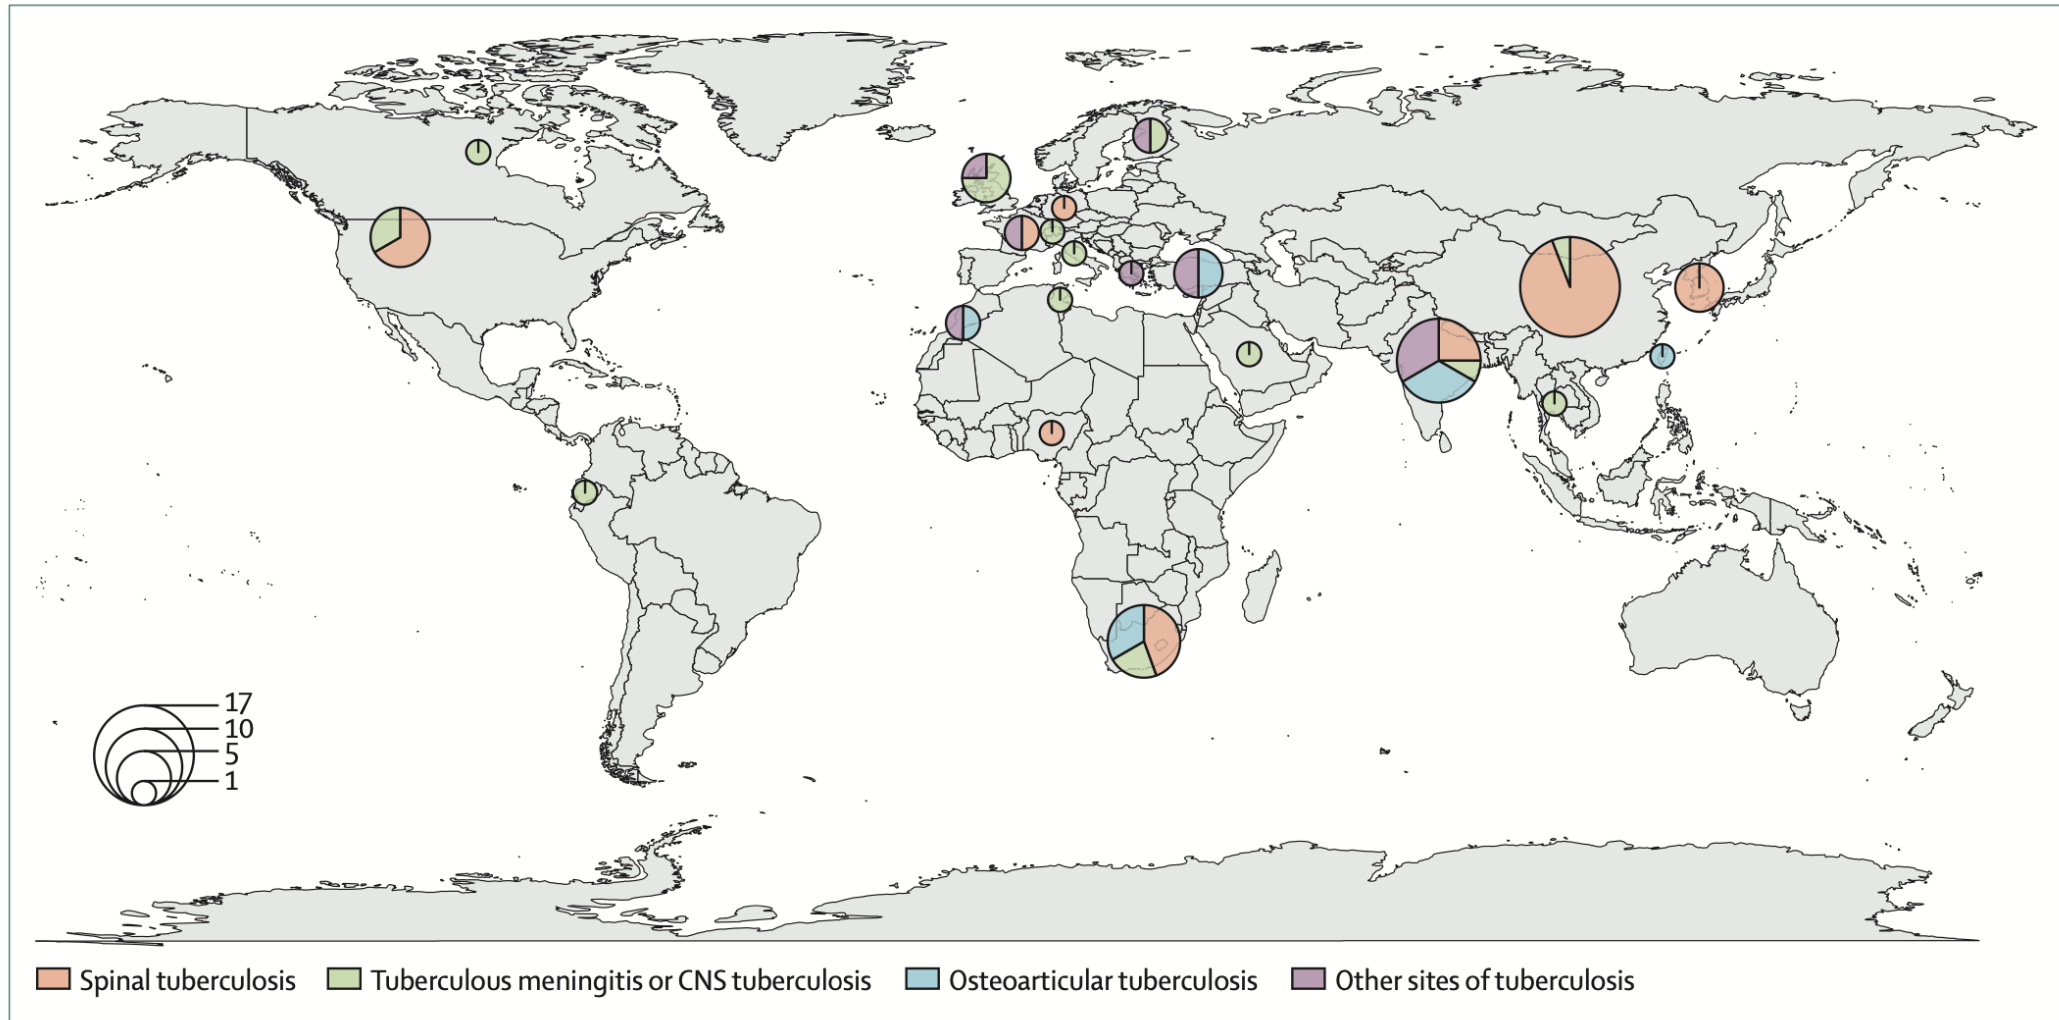 17
10
5
1
Spinal tuberculosis
Tuberculous meningitis or CNS tuberculosis
Osteoarticular tuberculosis
Other sites of tuberculosis